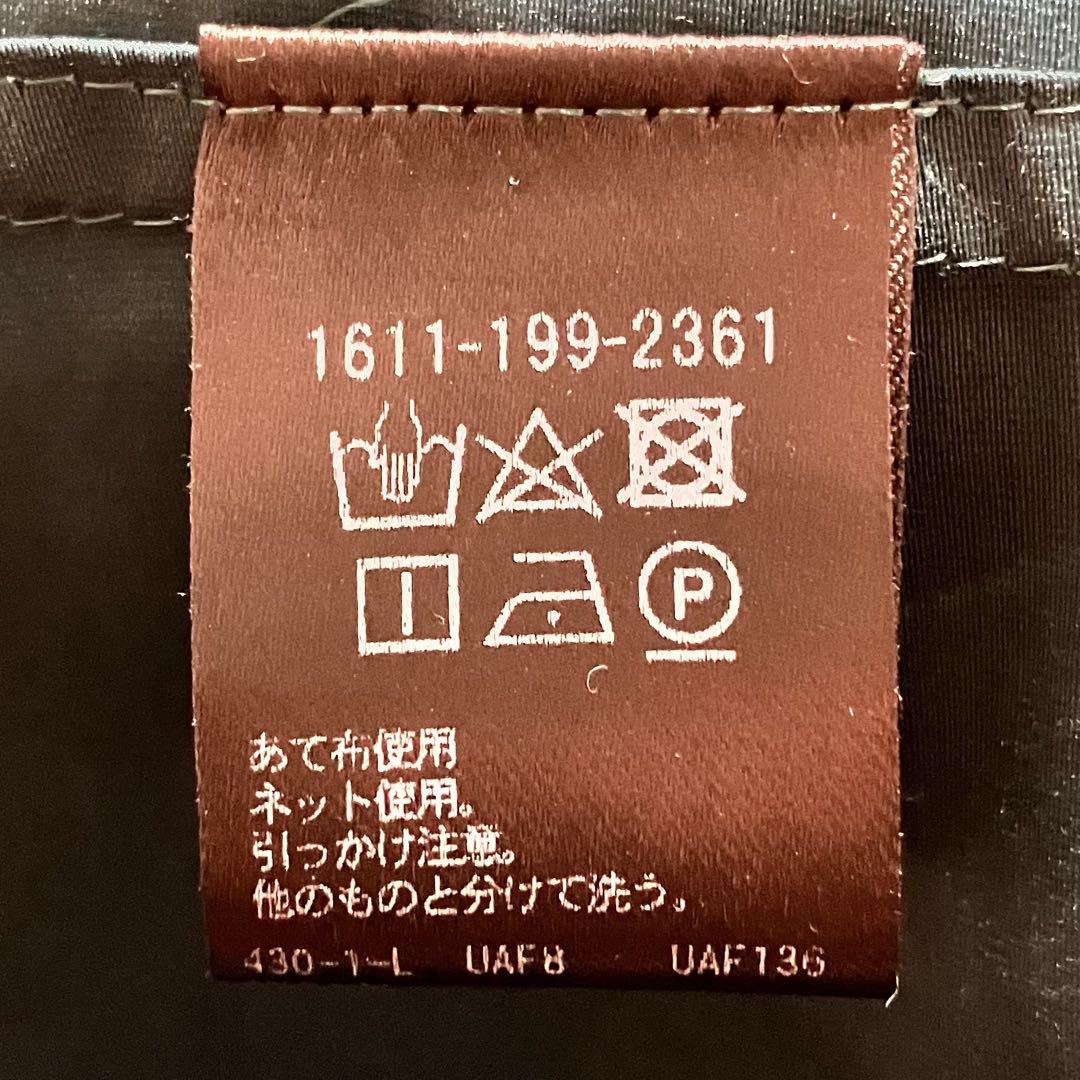 1611-199-2361
P
あて布使用
ネット使用。
引っかけ注意。
他のものと分けて洗う。
430-1-L UAF8 UAF136